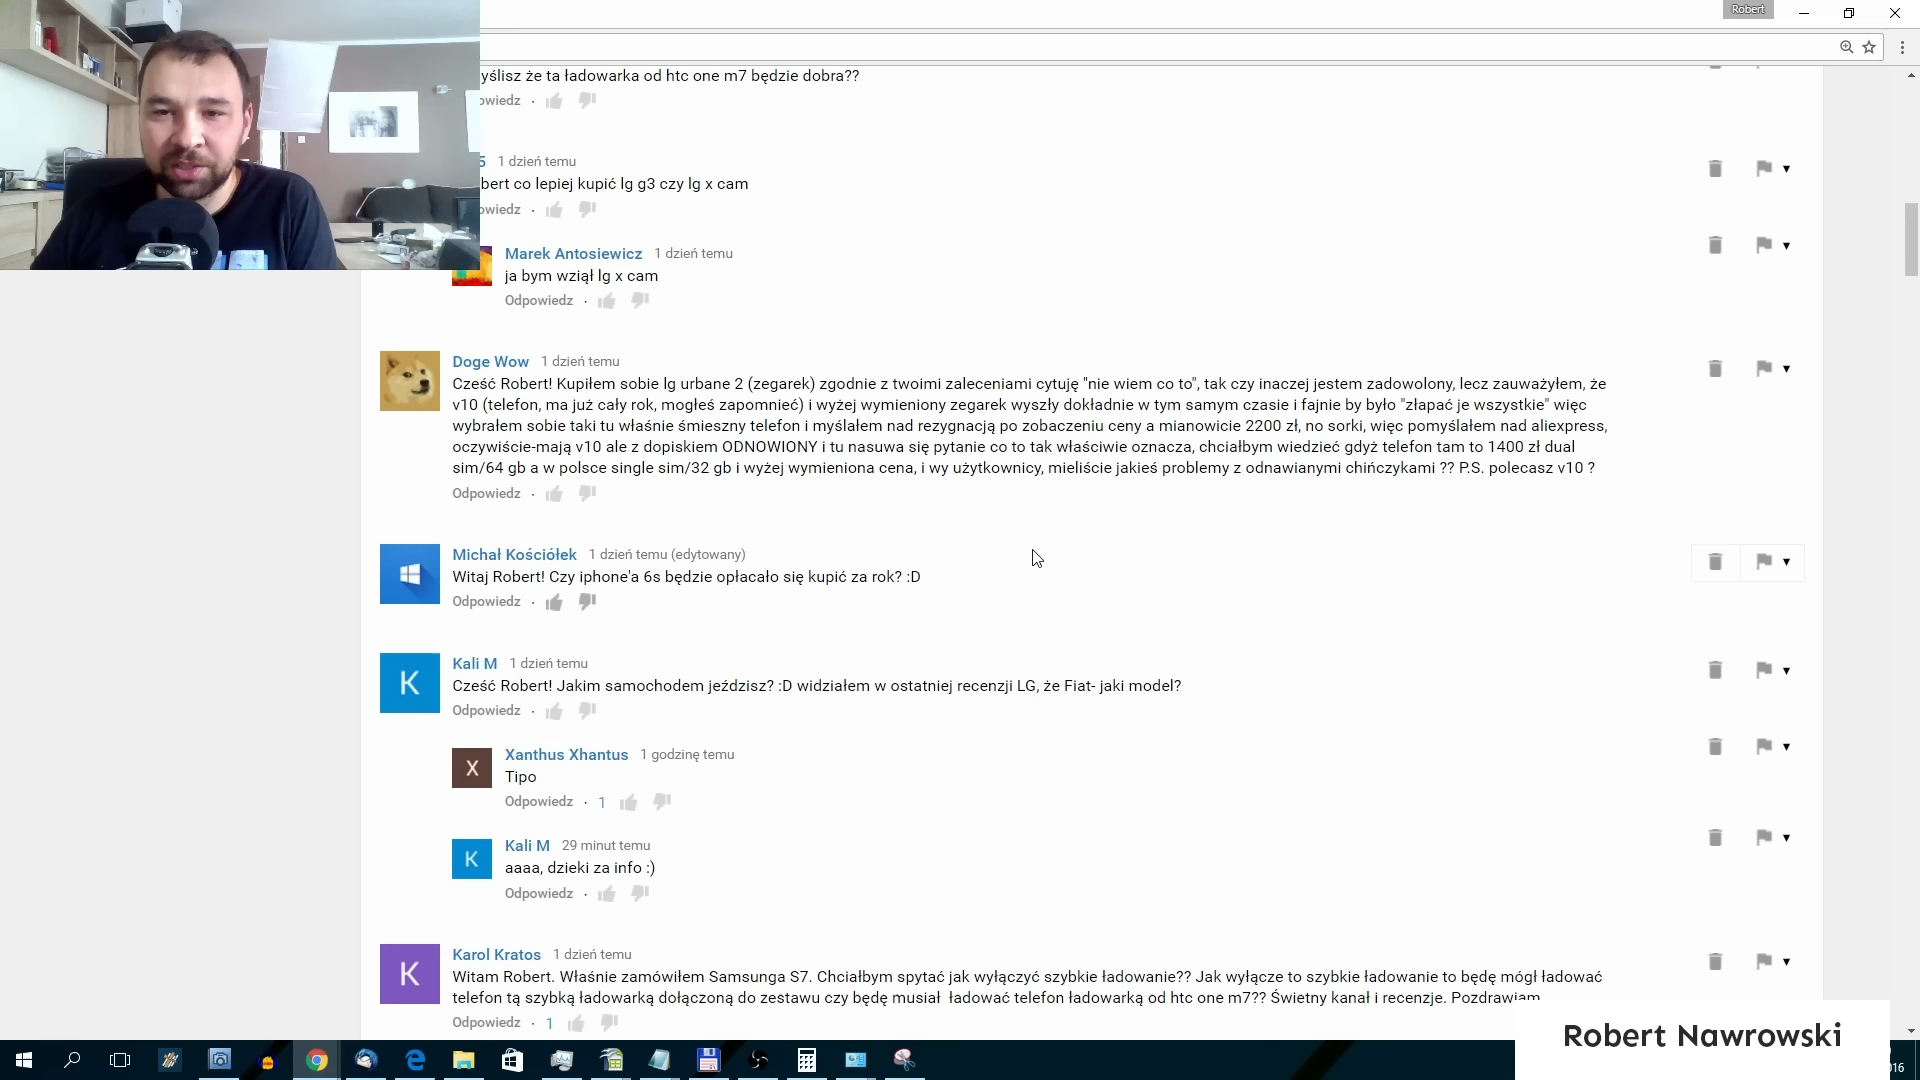 Robert
yślisz że ta ładowarka od htc one m7 będzie dobra??
owiedz ·
5 1 dzień temu
bert co lepiej kupić lg g3 czy lg x cam
owiedz ·
Marek Antosiewicz 1 dzień temu
ja bym wziął lg x cam
Odpowiedz ·
Doge Wow 1 dzień temu
Cześć Robert! Kupiłem sobie lg urbane 2 (zegarek) zgodnie z twoimi zaleceniami cytuję "nie wiem co to", tak czy inaczej jestem zadowolony, lecz zauważyłem, że
v10 (telefon, ma już cały rok, mogłeś zapomnieć) i wyżej wymieniony zegarek wyszły dokładnie w tym samym czasie i fajnie by było "złapać je wszystkie" więc
wybrałem sobie taki tu właśnie śmieszny telefon i myślałem nad rezygnacją po zobaczeniu ceny a mianowicie 2200 zł, no sorki, więc pomyślałem nad aliexpress,
oczywiście-mają v10 ale z dopiskiem ODNOWIONY i tu nasuwa się pytanie co to tak właściwie oznacza, chciałbym wiedzieć gdyż telefon tam to 1400 zł dual
sim/64 gb a w polsce single sim/32 gb i wyżej wymieniona cena, i wy użytkownicy, mieliście jakieś problemy z odnawianymi chińczykami ?? P.S. polecasz v10 ?
Odpowiedz ·
Michał Kościółek 1 dzień temu (edytowany)
Witaj Robert! Czy iphone'a 6s będzie opłacało się kupić za rok? :D
Odpowiedz ·
K
Kali M 1 dzień temu
Cześć Robert! Jakim samochodem jeździsz? :D widziałem w ostatniej recenzji LG, że Fiat- jaki model?
Odpowiedz ·
X
Xanthus Xhantus 1 godzinę temu
Tipo
Odpowiedz · 1
K
Kali M 29 minut temu
aaaa, dzieki za info :)
Odpowiedz ·
K
Karol Kratos 1 dzień temu
Witam Robert. Właśnie zamówiłem Samsunga S7. Chciałbym spytać jak wyłączyć szybkie ładowanie?? Jak wyłącze to szybkie ładowanie to będę mógł ładować
telefon tą szybką ładowarką dołączoną do zestawu czy będę musiał ładować telefon ładowarką od htc one m7?? Świetny kanał i recenzje. Pozdrawiam
Odpowiedz · 1
Robert Nawrowski
016